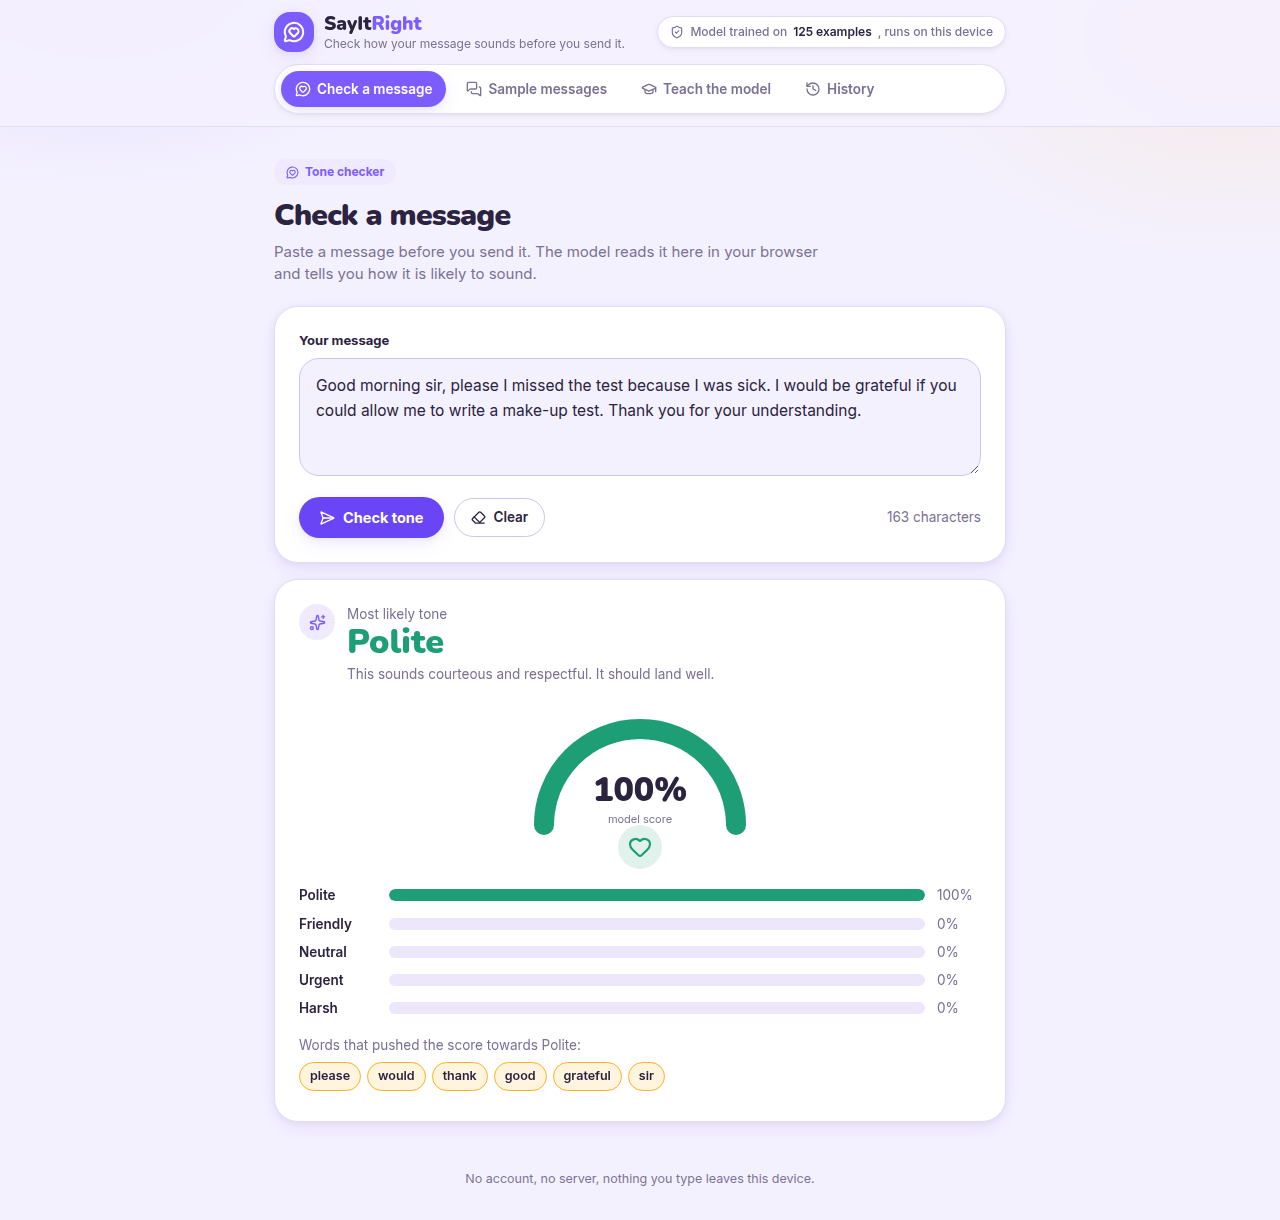 SayItRight
Check how your message sounds before you send it.
Model trained on 125 examples , runs on this device
Check a message
Sample messages
Teach the model
History
Tone checker
Check a message
Paste a message before you send it. The model reads it here in your browser
and tells you how it is likely to sound.
Your message
Good morning sir, please I missed the test because I was sick. I would be grateful if you
could allow me to write a make-up test. Thank you for your understanding.
Check tone
Clear
163 characters
Most likely tone
Polite
This sounds courteous and respectful. It should land well.
100%
model score
Polite 100%
Friendly 0%
Neutral 0%
Urgent 0%
Harsh 0%
Words that pushed the score towards Polite:
please would thank good grateful sir
No account, no server, nothing you type leaves this device.